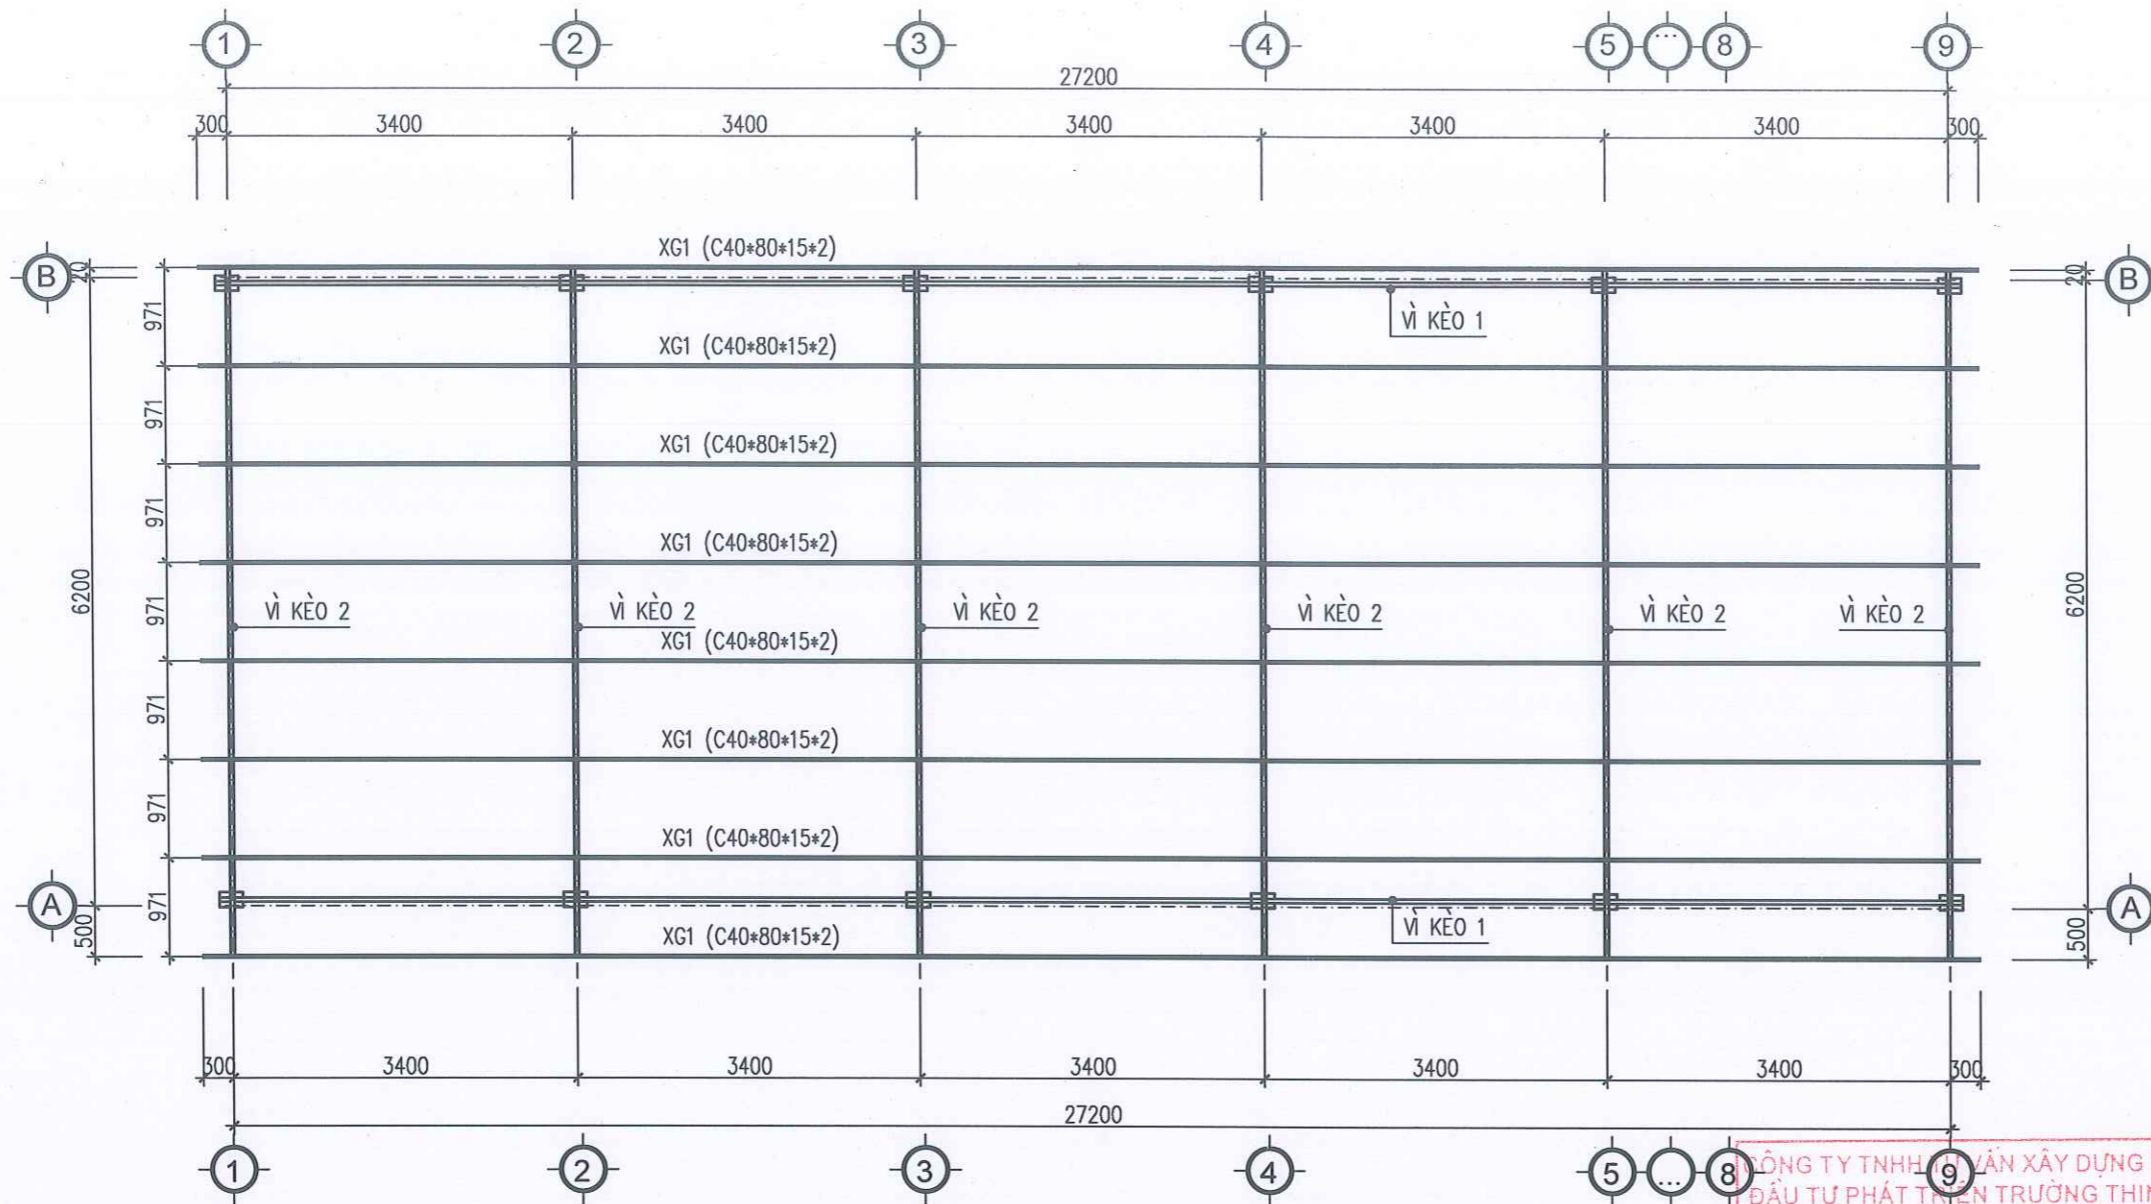 1 2 3 4 5 ... 8 9
27200
300 3400 3400 3400 3400 3400 300
XG1 (C40*80*15*2)
B 20 20 B
971
VÌ KÈO 1
XG1 (C40*80*15*2)
971
XG1 (C40*80*15*2)
971
XG1 (C40*80*15*2)
6200 971 6200
VÌ KÈO 2 VÌ KÈO 2 VÌ KÈO 2 VÌ KÈO 2 VÌ KÈO 2 VÌ KÈO 2
XG1 (C40*80*15*2)
971
XG1 (C40*80*15*2)
971
XG1 (C40*80*15*2)
A 971 A
500 VÌ KÈO 1 500
XG1 (C40*80*15*2)
300 3400 3400 3400 3400 3400 300
27200
1 2 3 4 5 ... 8 9
CÔNG TY TNHH TƯ VẤN XÂY DỰNG
ĐẦU TƯ PHÁT TRIỂN TRƯỜNG